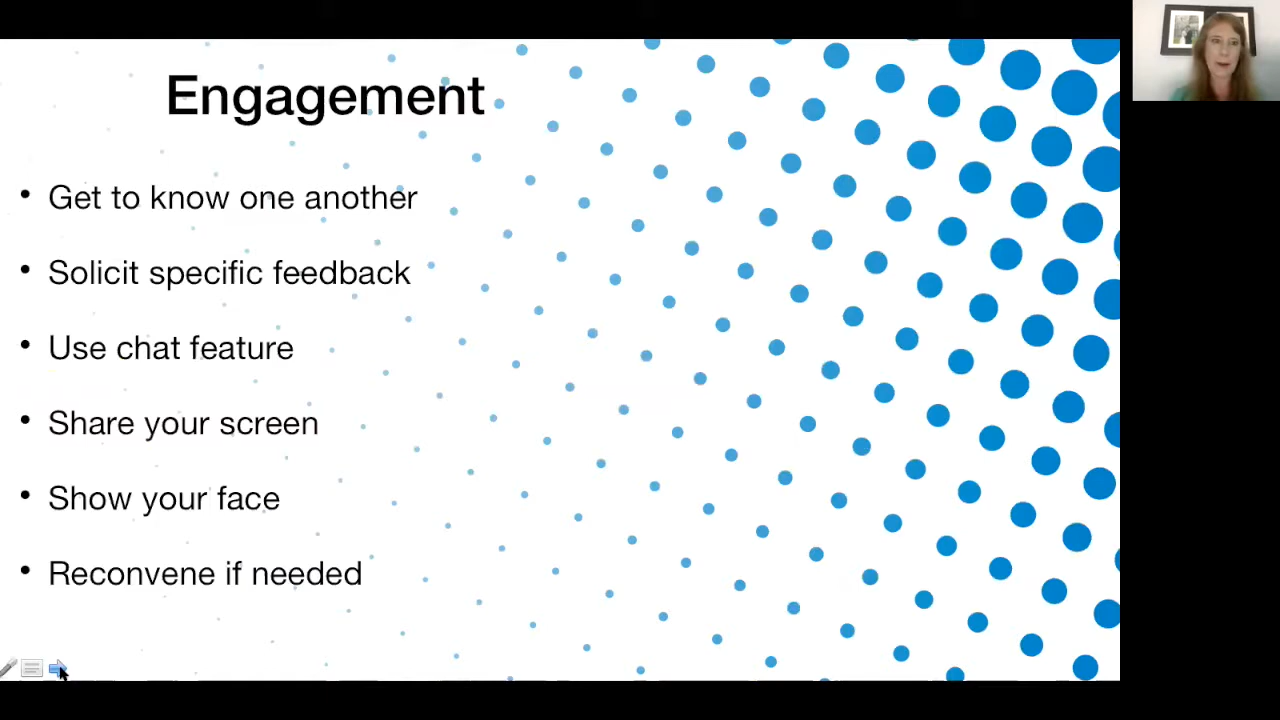 Engagement
• Get to know one another
• Solicit specific feedback
• Use chat feature
• Share your screen
• Show your face
• Reconvene if needed